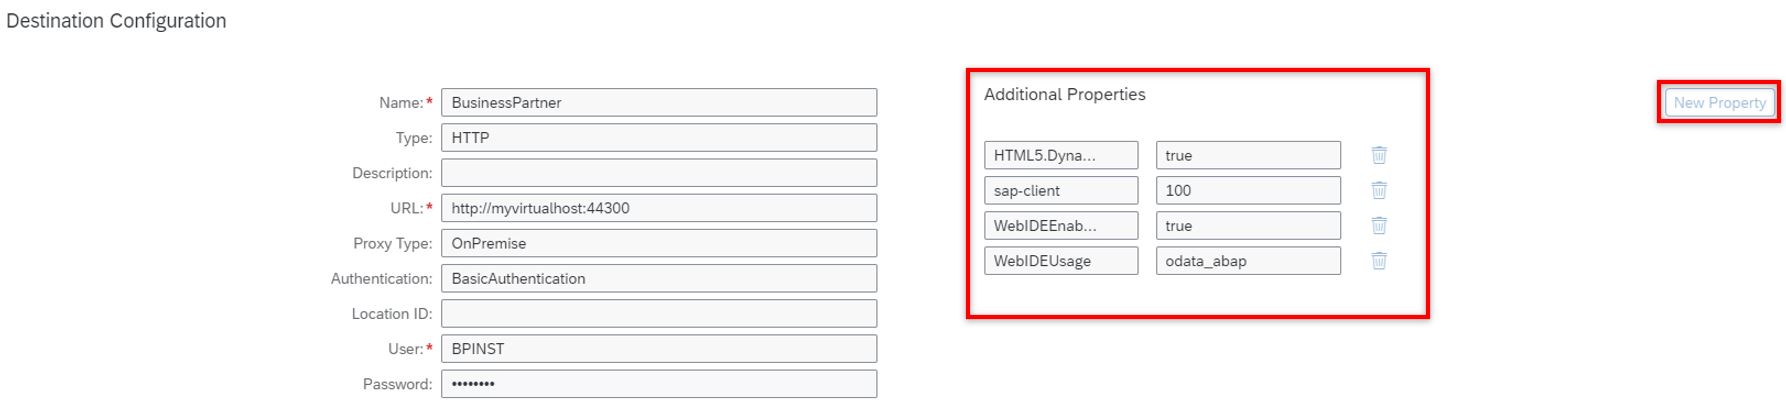 Destination Configuration
Name:* BusinessPartner
Type: HTTP
Description:
URL:* http://myvirtualhost:44300
Proxy Type: OnPremise
Authentication: BasicAuthentication
Location ID:
User:* BPINST
Password: ••••••••
Additional Properties
New Property
HTML5.Dyna... true
sap-client 100
WebIDEEnab... true
WebIDEUsage odata_abap